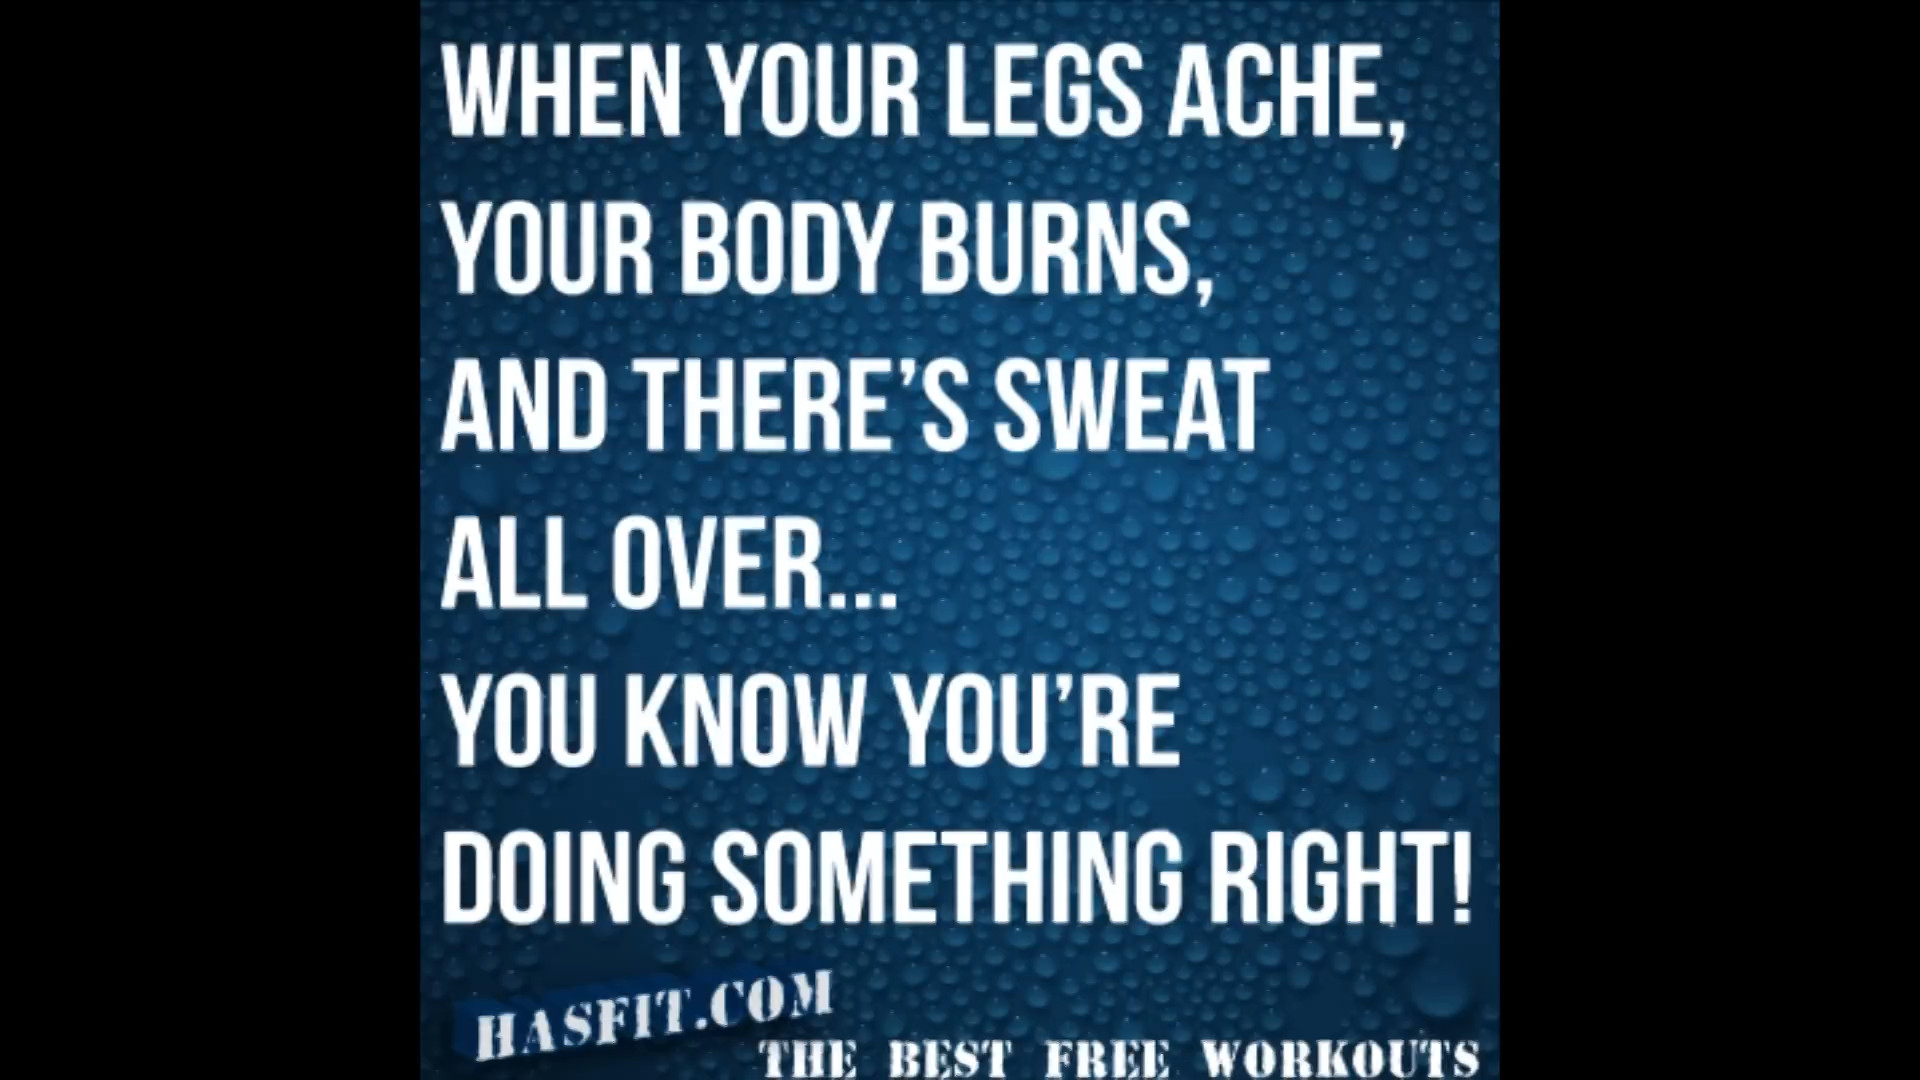 WHEN YOUR LEGS ACHE,
YOUR BODY BURNS,
AND THERE’S SWEAT
ALL OVER...
YOU KNOW YOU’RE
DOING SOMETHING RIGHT!
HASFIT.COM
THE BEST FREE WORKOUTS